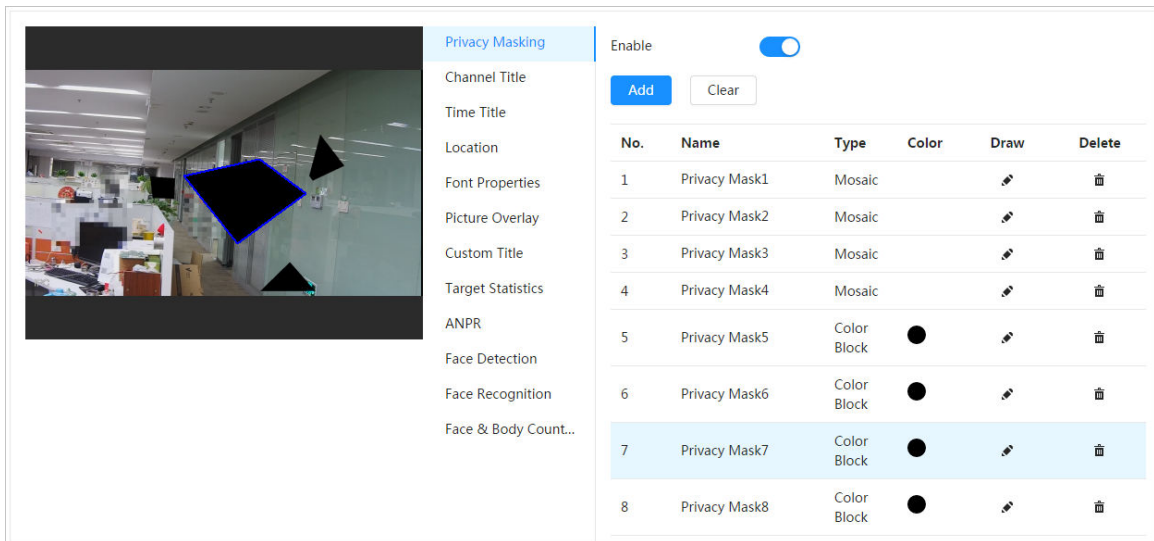 Privacy Masking
Channel Title
Time Title
Location
Font Properties
Picture Overlay
Custom Title
Target Statistics
ANPR
Face Detection
Face Recognition
Face & Body Count...
Enable
Add Clear
No. Name Type Color Draw Delete
1 Privacy Mask1 Mosaic
2 Privacy Mask2 Mosaic
3 Privacy Mask3 Mosaic
4 Privacy Mask4 Mosaic
5 Privacy Mask5 Color
Block
6 Privacy Mask6 Color
Block
7 Privacy Mask7 Color
Block
8 Privacy Mask8 Color
Block